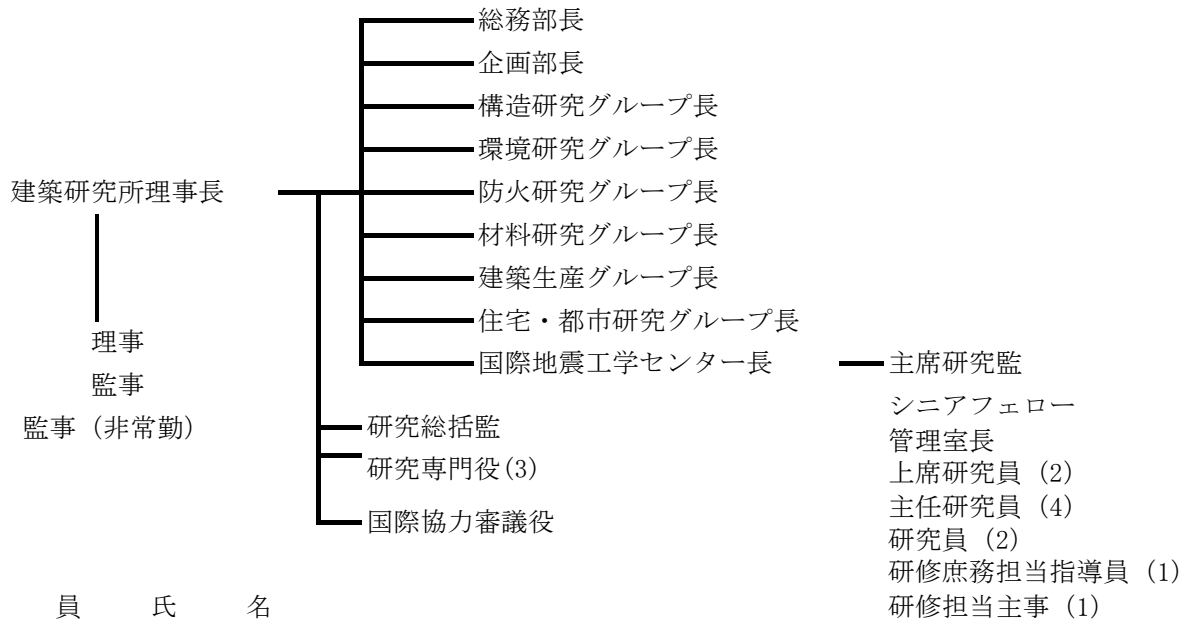 総務部長
企画部長
構造研究グループ長
環境研究グループ長
建築研究所理事長
防火研究グループ長
材料研究グループ長
建築生産グループ長
住宅・都市研究グループ長
国際地震工学センター長
理事
監事
監事（非常勤）
研究総括監
研究専門役(3)
国際協力審議役
主席研究監
シニアフェロー
管理室長
上席研究員（2）
主任研究員（4）
研究員（2）
研修庶務担当指導員（1）
研修担当主事（1）
員　氏　名